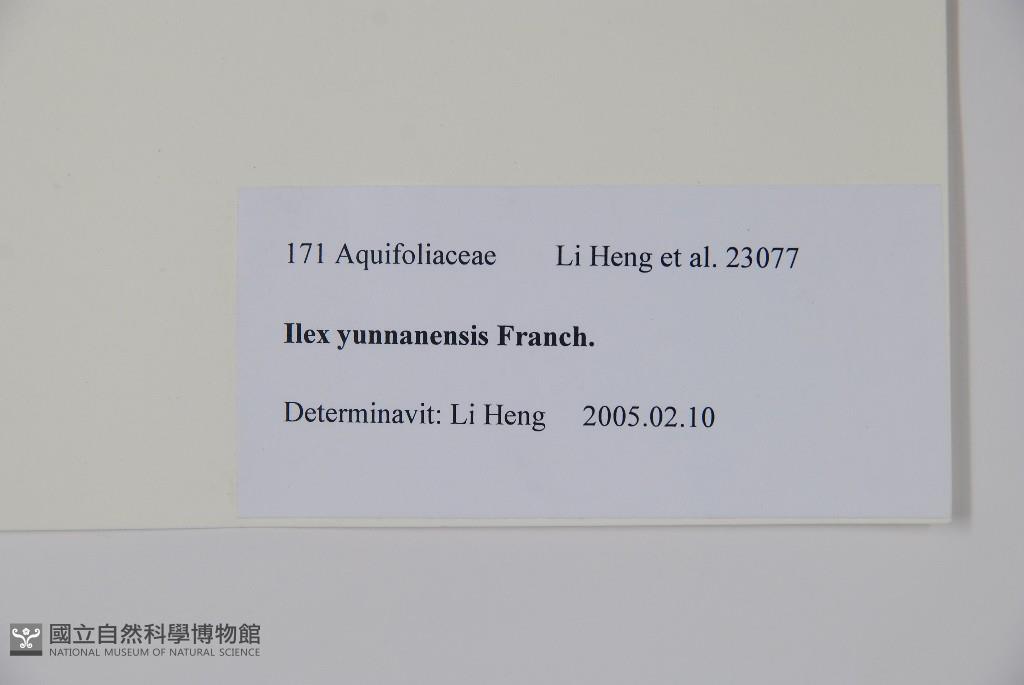 171 Aquifoliaceae Li Heng et al. 23077
Ilex yunnanensis Franch.
Determinavit: Li Heng 2005.02.10
國立自然科學博物館
NATIONAL MUSEUM OF NATURAL SCIENCE